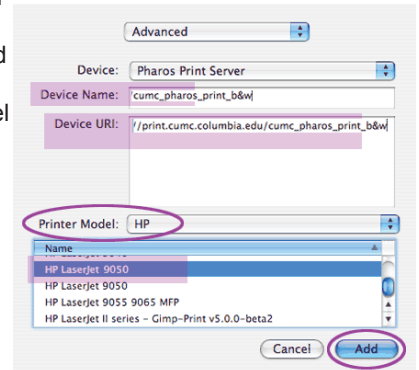 Advanced
d
Device: Pharos Print Server
Device Name: cumc_pharos_print_b&w
el
Device URI: //print.cumc.columbia.edu/cumc_pharos_print_b&w
Printer Model: HP
Name
HP LaserJet 9050
HP LaserJet 9050
HP LaserJet 9055 9065 MFP
HP LaserJet II series - Gimp-Print v5.0.0-beta2
Cancel Add